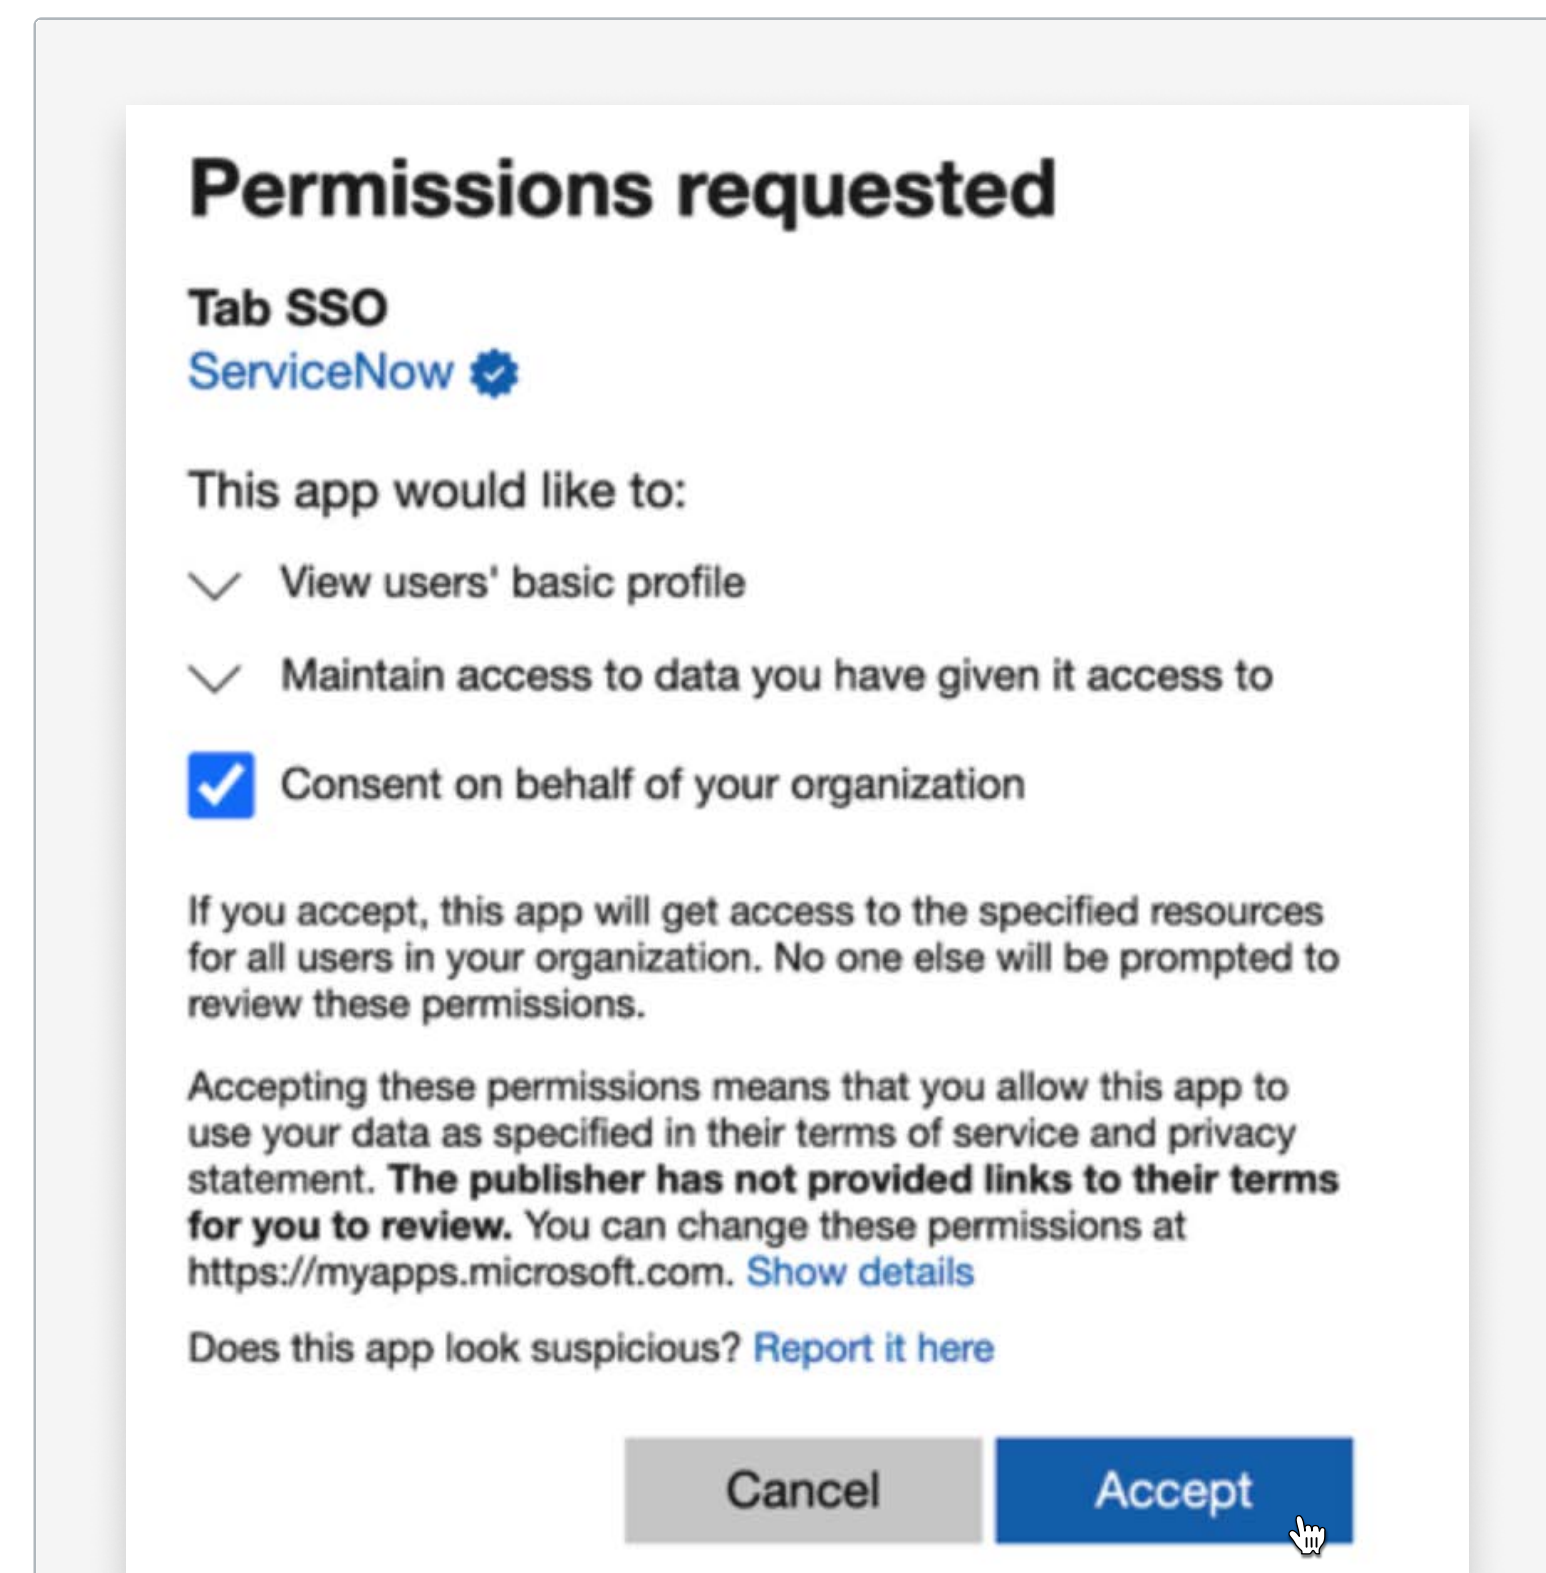 Permissions requested
Tab SSO
ServiceNow
This app would like to:
View users' basic profile
Maintain access to data you have given it access to
Consent on behalf of your organization
If you accept, this app will get access to the specified resources
for all users in your organization. No one else will be prompted to
review these permissions.
Accepting these permissions means that you allow this app to
use your data as specified in their terms of service and privacy
statement. The publisher has not provided links to their terms
for you to review. You can change these permissions at
https://myapps.microsoft.com. Show details
Does this app look suspicious? Report it here
Cancel Accept